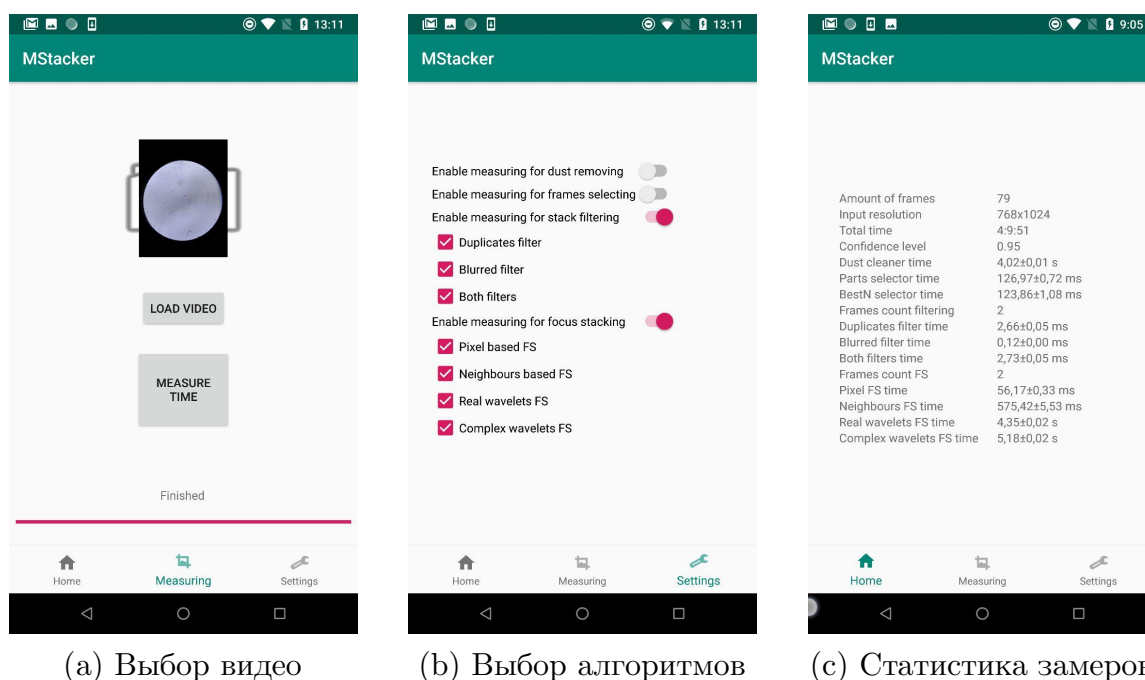 13:11
MStacker
LOAD VIDEO
MEASURE
TIME
Finished
Home
Measuring
Settings
(a) Выбор видео
13:11
MStacker
Enable measuring for dust removing
Enable measuring for frames selecting
Enable measuring for stack filtering
Duplicates filter
Blurred filter
Both filters
Enable measuring for focus stacking
Pixel based FS
Neighbours based FS
Real wavelets FS
Complex wavelets FS
Home
Measuring
Settings
(b) Выбор алгоритмов
9:05
MStacker
Amount of frames 79
Input resolution 768x1024
Total time 4:9:51
Confidence level 0.95
Dust cleaner time 4,02±0,01 s
Parts selector time 126,97±0,72 ms
BestN selector time 123,86±1,08 ms
Frames count filtering 2
Duplicates filter time 2,66±0,05 ms
Blurred filter time 0,12±0,00 ms
Both filters time 2,73±0,05 ms
Frames count FS 2
Pixel FS time 56,17±0,33 ms
Neighbours FS time 575,42±5,53 ms
Real wavelets FS time 4,35±0,02 s
Complex wavelets FS time 5,18±0,02 s
Home
Measuring
Settings
(c) Статистика замеров